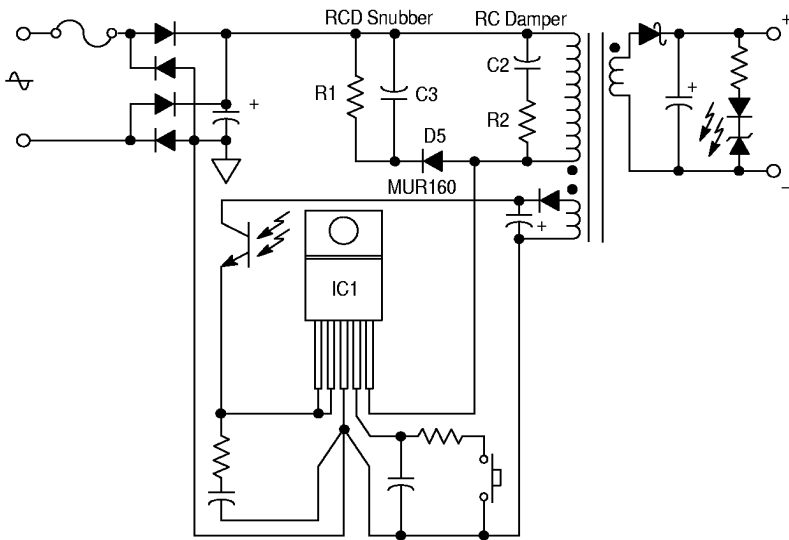 RCD Snubber
RC Damper
+
C2
R1
C3
+
+
R2
D5
MUR160
–
+
IC1